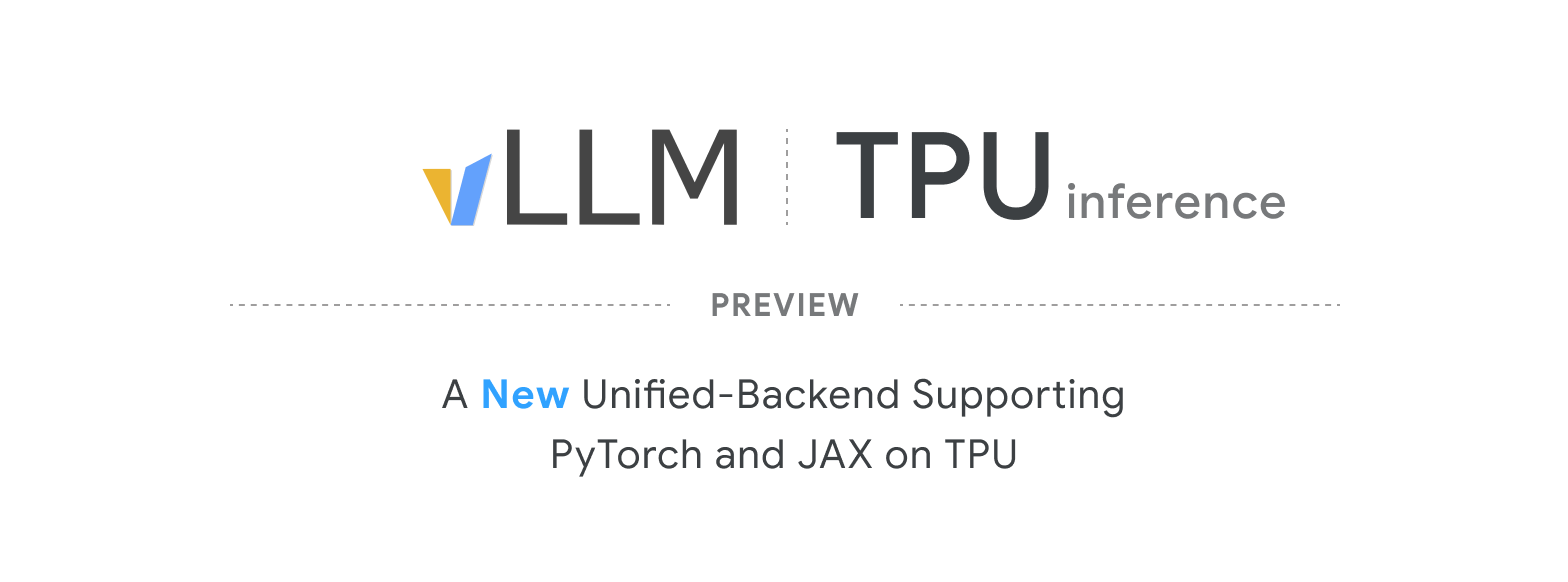 vLLM TPU inference
PREVIEW
A New Unified-Backend Supporting
PyTorch and JAX on TPU